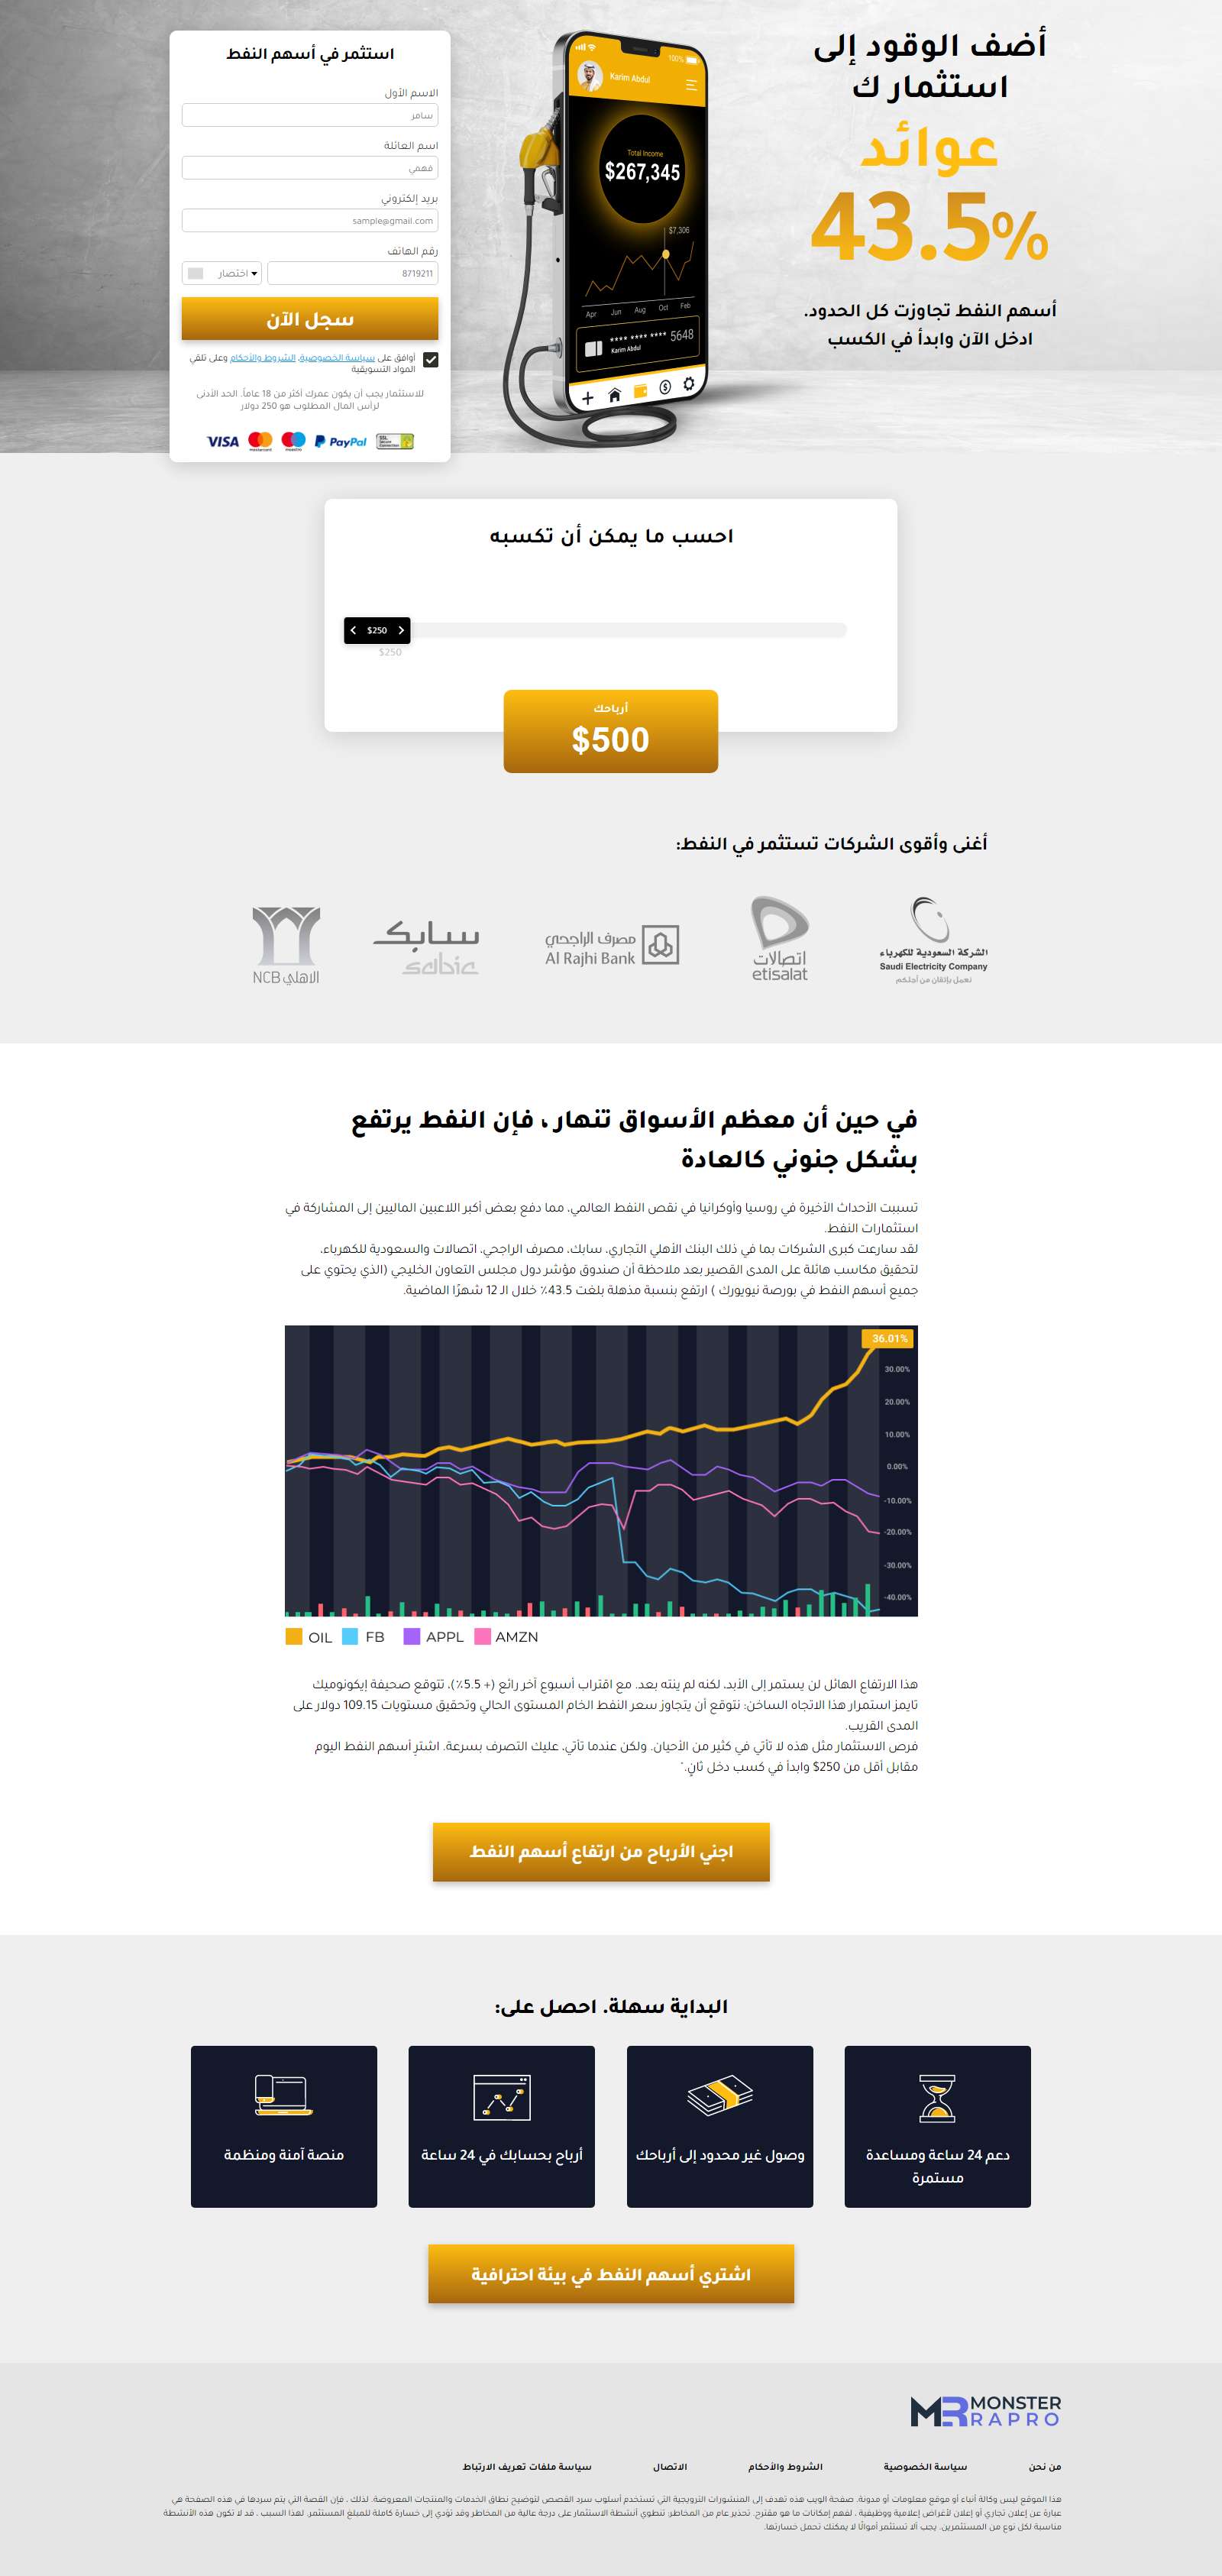 أضف الوقود إلى
استثمار ك
عوائد
43.5%
أسهم النفط تجاوزت كل الحدود.
ادخل الآن وابدأ في الكسب
100%
Karim Abdul
Total Income
$267,345
$7,306
Apr Jun Aug Oct Feb
**** **** **** 5648
Karim Abdul
استثمر في أسهم النفط
الاسم الأول
سامر
اسم العائلة
فهمي
بريد إلكتروني
sample@gmail.com
رقم الهاتف
8719211
اختصار
سجل الآن
أوافق على سياسة الخصوصية، الشروط والأحكام وعلى تلقي
المواد التسويقية
للاستثمار يجب أن يكون عمرك أكثر من 18 عاماً. الحد الأدنى
لرأس المال المطلوب هو 250 دولار
VISA mastercard maestro PayPal SSL
احسب ما يمكن أن تكسبه
$250
$250
أرباحك
$500
أغنى وأقوى الشركات تستثمر في النفط:
الشركة السعودية للكهرباء
Saudi Electricity Company
نعمل بإتقان من أجلكم
اتصالات
etisalat
مصرف الراجحي
Al Rajhi Bank
سابك
sabic
الاهلي NCB
في حين أن معظم الأسواق تنهار ، فإن النفط يرتفع
بشكل جنوني كالعادة
تسببت الأحداث الأخيرة في روسيا وأوكرانيا في نقص النفط العالمي، مما دفع بعض أكبر اللاعبين الماليين إلى المشاركة في
استثمارات النفط.
لقد سارعت كبرى الشركات بما في ذلك البنك الأهلي التجاري، سابك، مصرف الراجحي، اتصالات والسعودية للكهرباء،
لتحقيق مكاسب هائلة على المدى القصير بعد ملاحظة أن صندوق مؤشر دول مجلس التعاون الخليجي (الذي يحتوي على
جميع أسهم النفط في بورصة نيويورك ) ارتفع بنسبة مذهلة بلغت 43.5٪ خلال الـ 12 شهرًا الماضية.
36.01%
30.00%
20.00%
10.00%
0.00%
-10.00%
-20.00%
-30.00%
-40.00%
OIL FB APPL AMZN
هذا الارتفاع الهائل لن يستمر إلى الأبد، لكنه لم ينته بعد. مع اقتراب أسبوع آخر رائع (+ 5.5٪)، تتوقع صحيفة إيكونوميك
تايمز استمرار هذا الاتجاه الساخن: نتوقع أن يتجاوز سعر النفط الخام المستوى الحالي وتحقيق مستويات 109.15 دولار على
المدى القريب.
فرص الاستثمار مثل هذه لا تأتي في كثير من الأحيان. ولكن عندما تأتي، عليك التصرف بسرعة. اشترِ أسهم النفط اليوم
مقابل أقل من 250$ وابدأ في كسب دخل ثانٍ.
اجني الأرباح من ارتفاع أسهم النفط
البداية سهلة. احصل على:
دعم 24 ساعة ومساعدة
مستمرة
وصول غير محدود إلى أرباحك
أرباح بحسابك في 24 ساعة
منصة آمنة ومنظمة
اشتري أسهم النفط في بيئة احترافية
MR MONSTER
RAPRO
من نحن سياسة الخصوصية الشروط والأحكام الاتصال سياسة ملفات تعريف الارتباط
هذا الموقع ليس وكالة أنباء أو موقع معلومات أو مدونة. صفحة الويب هذه تهدف إلى المنشورات الترويجية التي تستخدم أسلوب سرد القصص لتوضيح نطاق الخدمات والمنتجات المعروضة. لذلك ، فإن القصة التي يتم سردها في هذه الصفحة هي
عبارة عن إعلان تجاري أو إعلان لأغراض إعلامية ووظيفية ، لفهم إمكانات ما هو مقترح. تحذير عام من المخاطر: تنطوي أنشطة الاستثمار على درجة عالية من المخاطر وقد تؤدي إلى خسارة كاملة للمبلغ المستثمر. لهذا السبب ، قد لا تكون هذه الأنشطة
مناسبة لكل نوع من المستثمرين. يجب ألا تستثمر أموالًا لا يمكنك تحمل خسارتها.